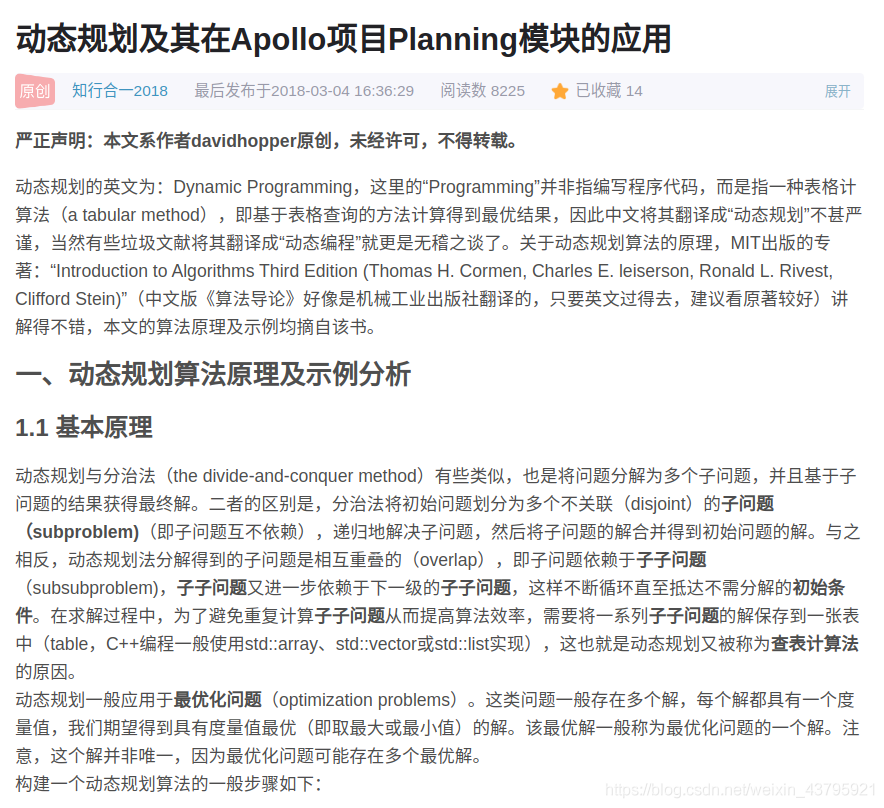 动态规划及其在Apollo项目Planning模块的应用
原创 知行合一2018 最后发布于2018-03-04 16:36:29 阅读数 8225 已收藏 14 展开
严正声明：本文系作者davidhopper原创，未经许可，不得转载。
动态规划的英文为：Dynamic Programming，这里的“Programming”并非指编写程序代码，而是指一种表格计
算法（a tabular method），即基于表格查询的方法计算得到最优结果，因此中文将其翻译成“动态规划”不甚严
谨，当然有些垃圾文献将其翻译成“动态编程”就更是无稽之谈了。关于动态规划算法的原理，MIT出版的专
著：“Introduction to Algorithms Third Edition (Thomas H. Cormen, Charles E. leiserson, Ronald L. Rivest,
Clifford Stein)”（中文版《算法导论》好像是机械工业出版社翻译的，只要英文过得去，建议看原著较好）讲
解得不错，本文的算法原理及示例均摘自该书。
一、动态规划算法原理及示例分析
1.1 基本原理
动态规划与分治法（the divide-and-conquer method）有些类似，也是将问题分解为多个子问题，并且基于子
问题的结果获得最终解。二者的区别是，分治法将初始问题划分为多个不关联（disjoint）的子问题
（subproblem)（即子问题互不依赖），递归地解决子问题，然后将子问题的解合并得到初始问题的解。与之
相反，动态规划法分解得到的子问题是相互重叠的（overlap），即子问题依赖于子子问题
（subsubproblem)，子子问题又进一步依赖于下一级的子子问题，这样不断循环直至抵达不需分解的初始条
件。在求解过程中，为了避免重复计算子子问题从而提高算法效率，需要将一系列子子问题的解保存到一张表
中（table，C++编程一般使用std::array、std::vector或std::list实现），这也就是动态规划又被称为查表计算法
的原因。
动态规划一般应用于最优化问题（optimization problems）。这类问题一般存在多个解，每个解都具有一个度
量值，我们期望得到具有度量值最优（即取最大或最小值）的解。该最优解一般称为最优化问题的一个解。注
意，这个解并非唯一，因为最优化问题可能存在多个最优解。
构建一个动态规划算法的一般步骤如下：
https://blog.csdn.net/weixin_43795921